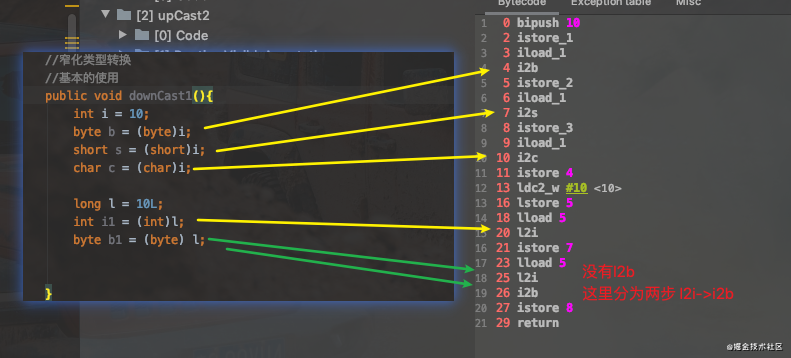 [2] upCast2
[0] Code
//窄化类型转换
//基本的使用
public void downCast1(){
int i = 10;
byte b = (byte)i;
short s = (short)i;
char c = (char)i;
long l = 10L;
int i1 = (int)l;
byte b1 = (byte) l;
}
Bytecode Exception table Misc
1 0 bipush 10
2 2 istore_1
3 3 iload_1
4 4 i2b
5 5 istore_2
6 6 iload_1
7 7 i2s
8 8 istore_3
9 9 iload_1
10 10 i2c
11 11 istore 4
12 13 ldc2_w #10 <10>
13 16 lstore 5
14 18 lload 5
15 20 l2i
16 21 istore 7
17 23 lload 5
18 25 l2i
19 26 i2b
20 27 istore 8
21 29 return
没有l2b
这里分为两步 l2i->i2b
@掘金技术社区